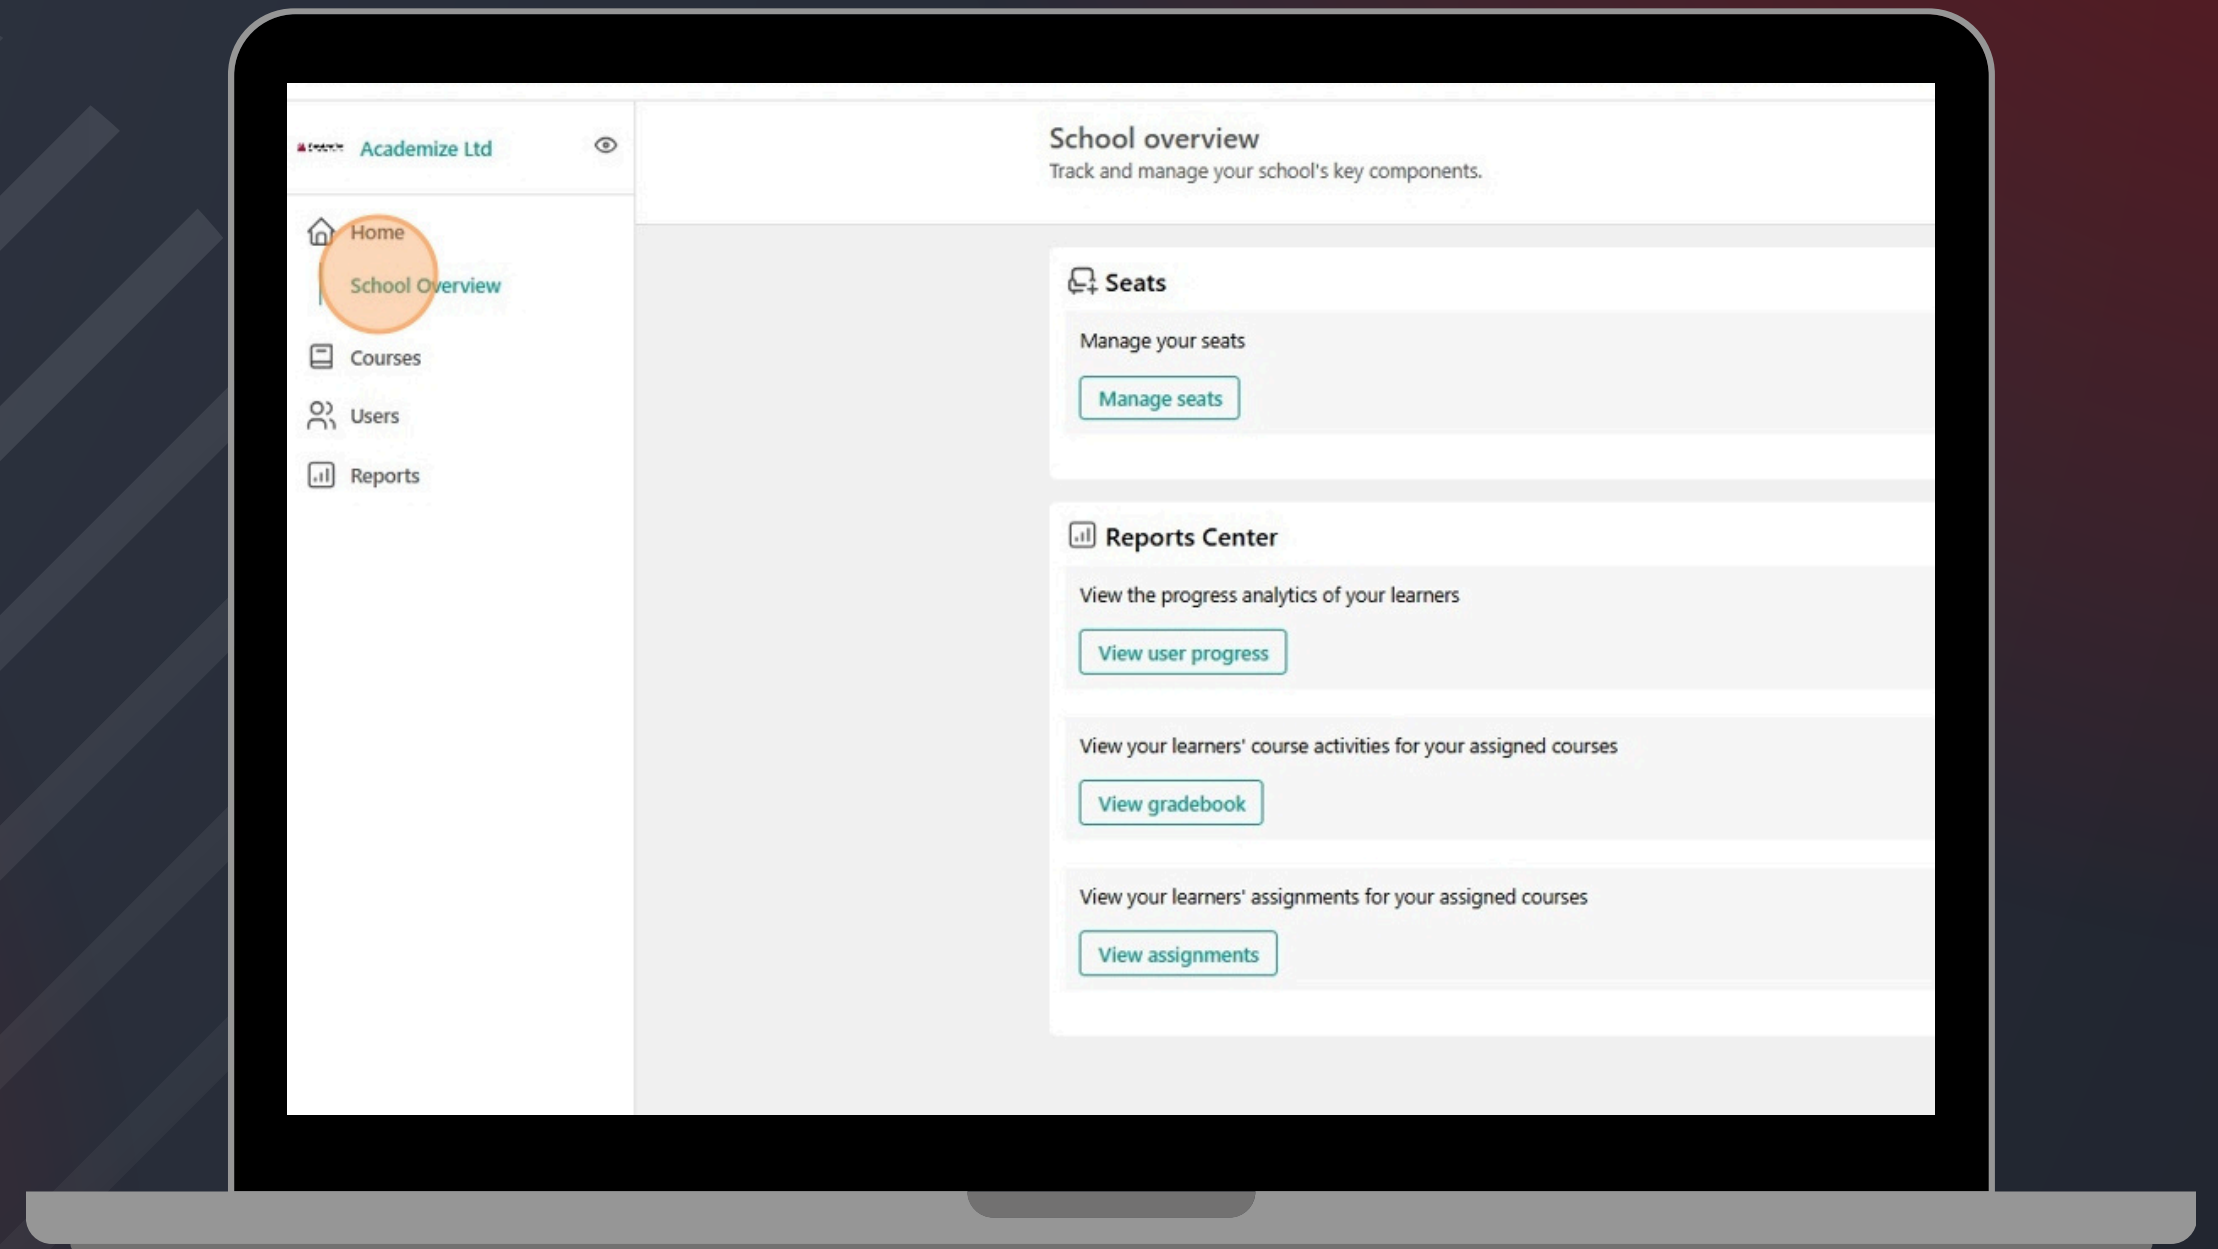 Academize Ltd
Home
School Overview
Courses
Users
Reports
School overview
Track and manage your school's key components.
Seats
Manage your seats
Manage seats
Reports Center
View the progress analytics of your learners
View user progress
View your learners' course activities for your assigned courses
View gradebook
View your learners' assignments for your assigned courses
View assignments